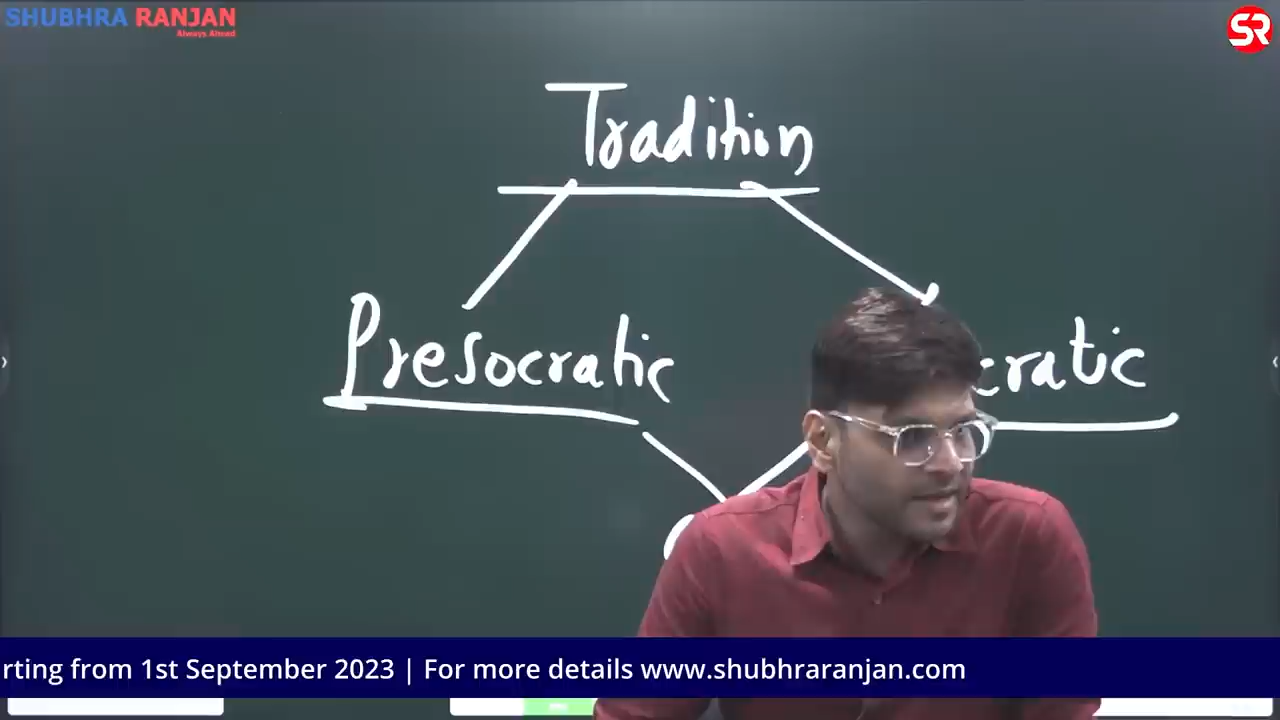 SHUBHRA RANJAN
Always Ahead
SR
Tradition
Presocratic cratic
rting from 1st September 2023 | For more details www.shubhraranjan.com